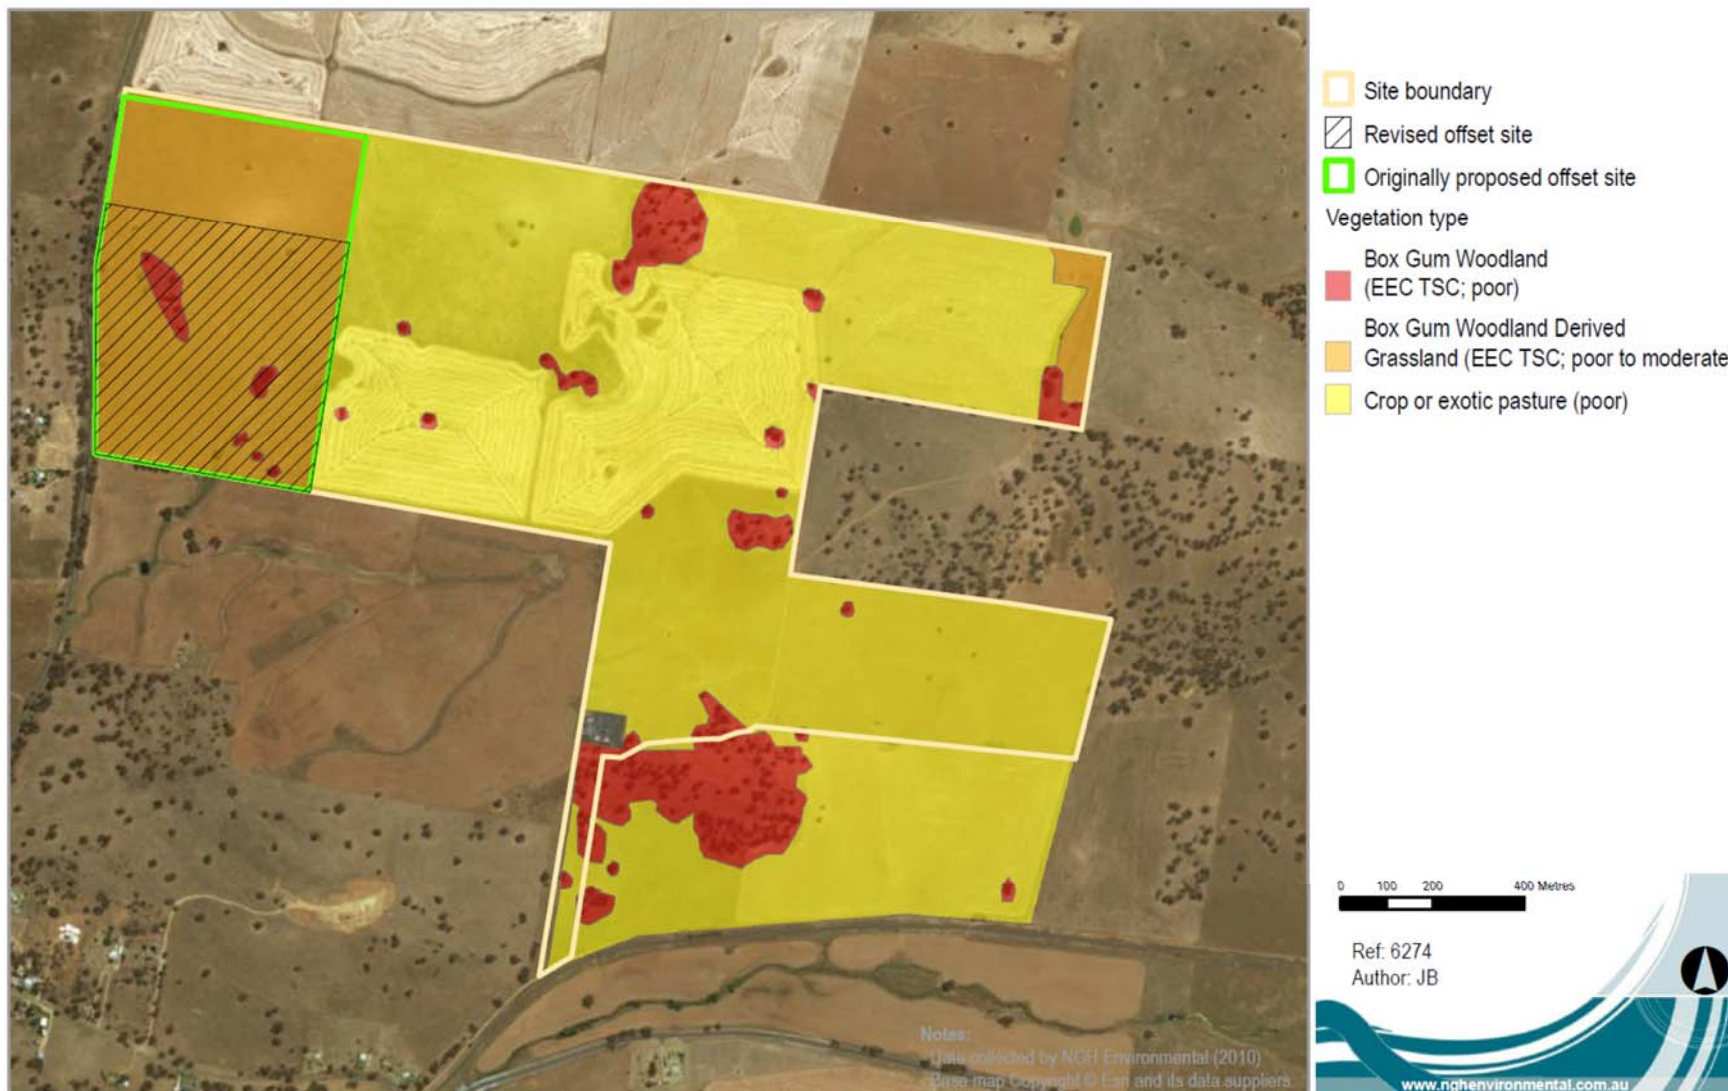 Site boundary
Revised offset site
Originally proposed offset site
Vegetation type
Box Gum Woodland
(EEC TSC; poor)
Box Gum Woodland Derived
Grassland (EEC TSC; poor to moderate
Crop or exotic pasture (poor)
0 100 200 400 Metres
Ref: 6274
Author: JB
Notes:
- Data collected by NGH Environmental (2010)
- Base map Copyright © Esri and its data suppliers
www.nghenvironmental.com.au